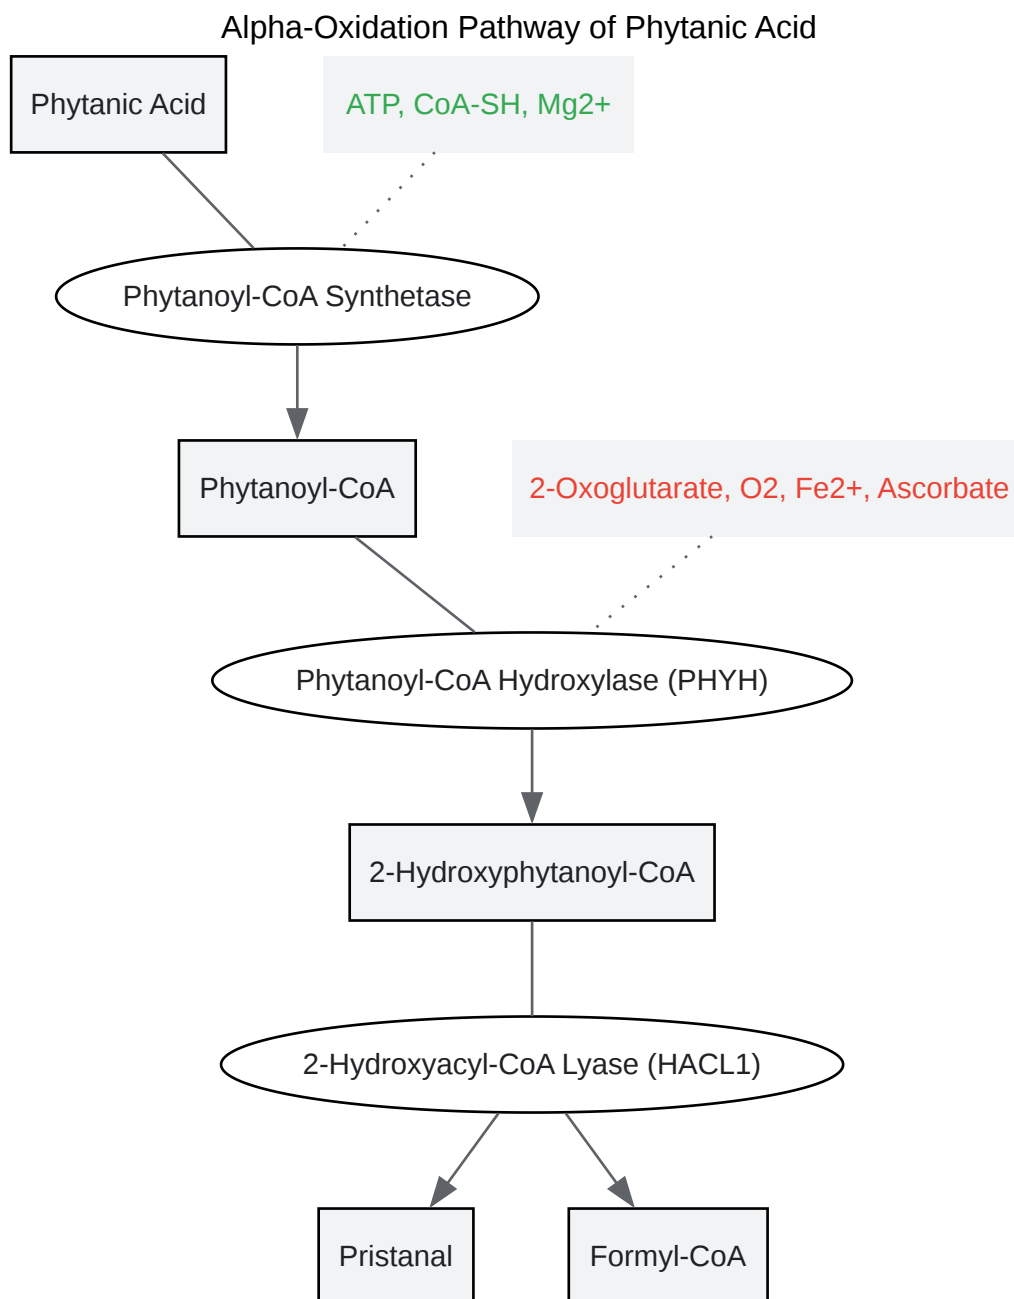 Alpha-Oxidation Pathway of Phytanic Acid
Phytanic Acid
ATP, CoA-SH, Mg2+
Phytanoyl-CoA Synthetase
Phytanoyl-CoA
2-Oxoglutarate, O2, Fe2+, Ascorbate
Phytanoyl-CoA Hydroxylase (PHYH)
2-Hydroxyphytanoyl-CoA
2-Hydroxyacyl-CoA Lyase (HACL1)
Pristanal
Formyl-CoA